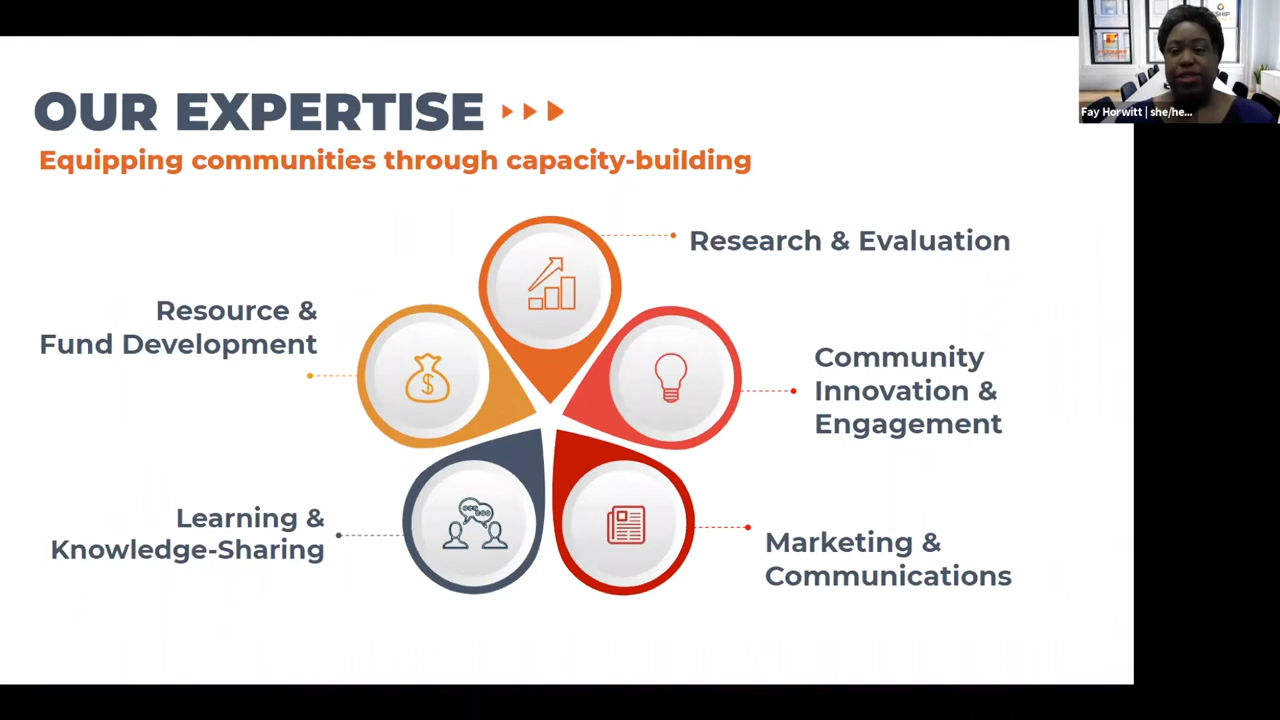 OUR EXPERTISE
Equipping communities through capacity-building
Research & Evaluation
Community
Innovation &
Engagement
Marketing &
Communications
Learning &
Knowledge-Sharing
Resource &
Fund Development
$
Fay Horwitt | she/he...